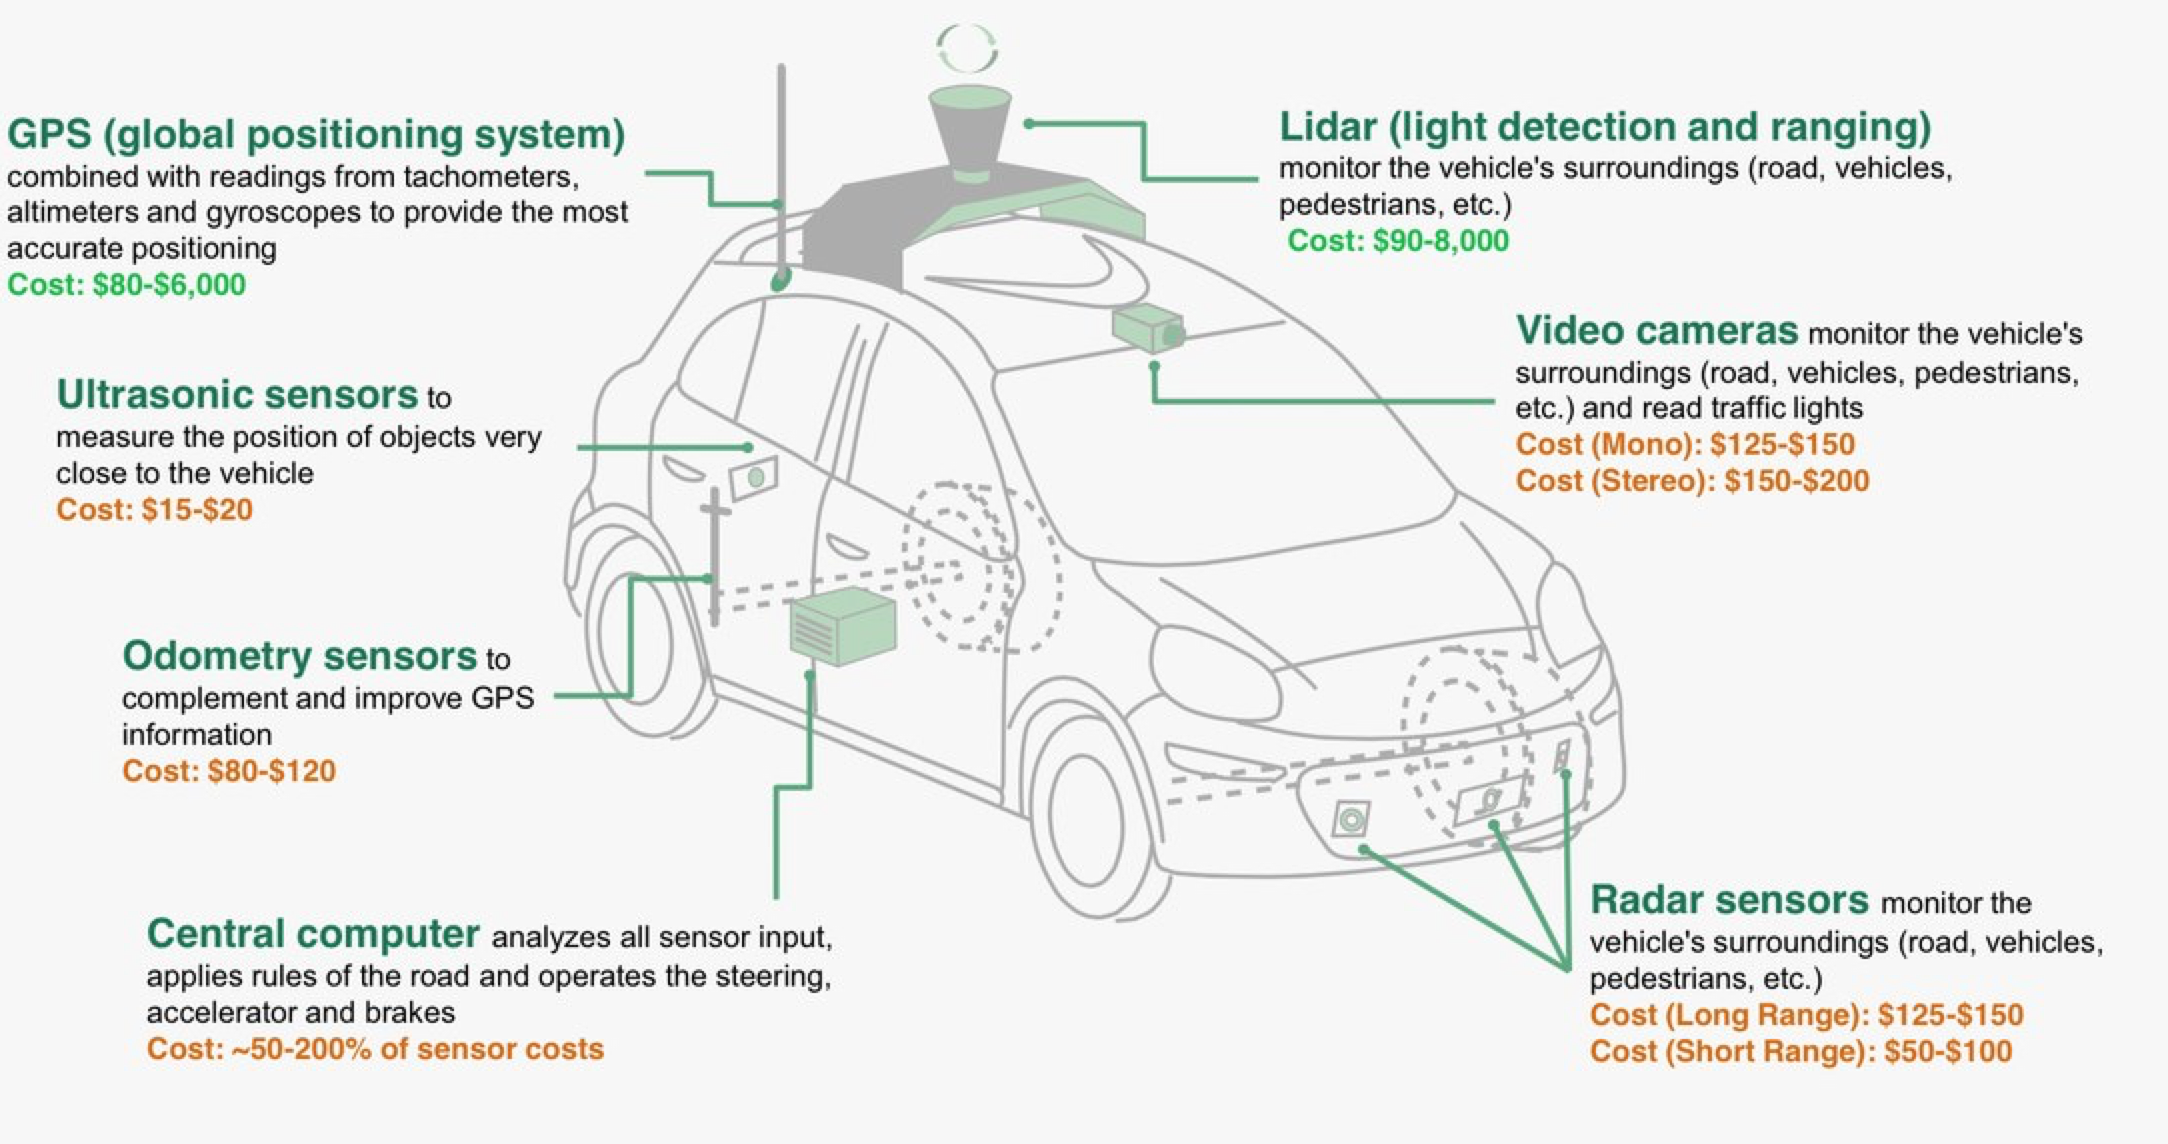 GPS (global positioning system)
combined with readings from tachometers,
altimeters and gyroscopes to provide the most
accurate positioning
Cost: $80-$6,000
Ultrasonic sensors to
measure the position of objects very
close to the vehicle
Cost: $15-$20
Odometry sensors to
complement and improve GPS
information
Cost: $80-$120
Central computer analyzes all sensor input,
applies rules of the road and operates the steering,
accelerator and brakes
Cost: ~50-200% of sensor costs
Lidar (light detection and ranging)
monitor the vehicle's surroundings (road, vehicles,
pedestrians, etc.)
Cost: $90-8,000
Video cameras monitor the vehicle's
surroundings (road, vehicles, pedestrians,
etc.) and read traffic lights
Cost (Mono): $125-$150
Cost (Stereo): $150-$200
Radar sensors monitor the
vehicle's surroundings (road, vehicles,
pedestrians, etc.)
Cost (Long Range): $125-$150
Cost (Short Range): $50-$100